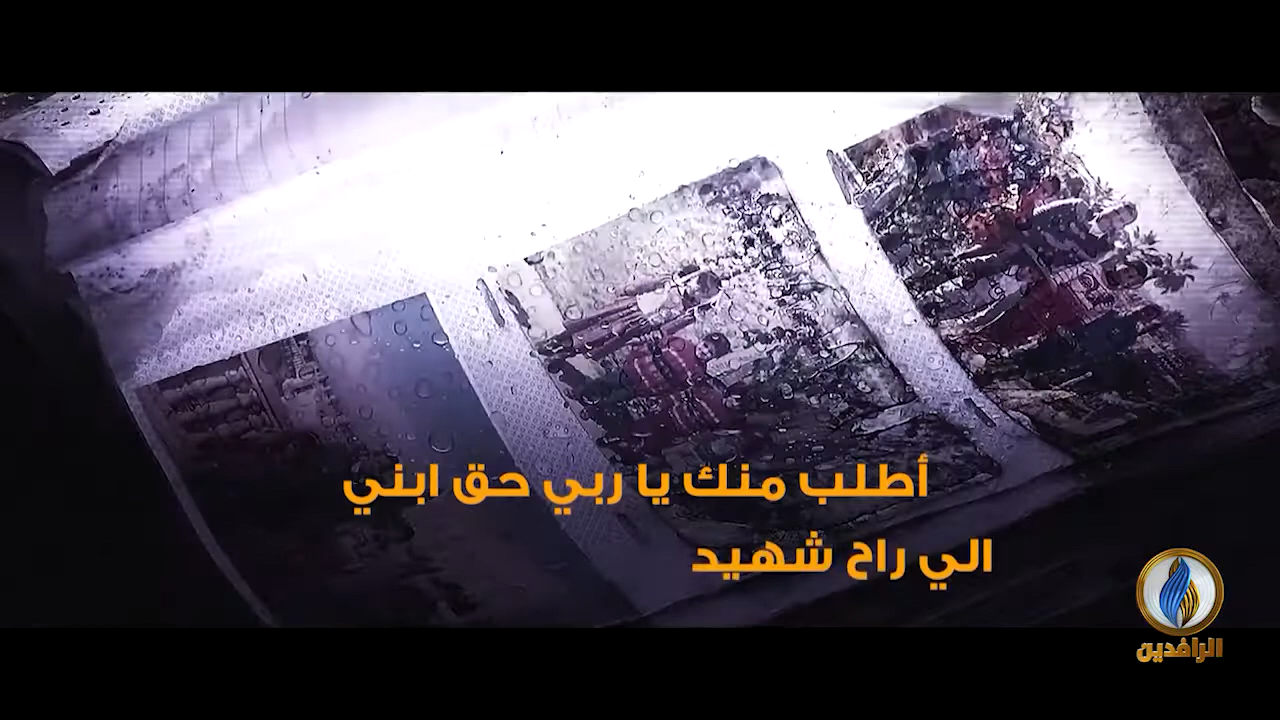 أطلب منك يا ربي حق ابني
الي راح شهيد
الرافدين